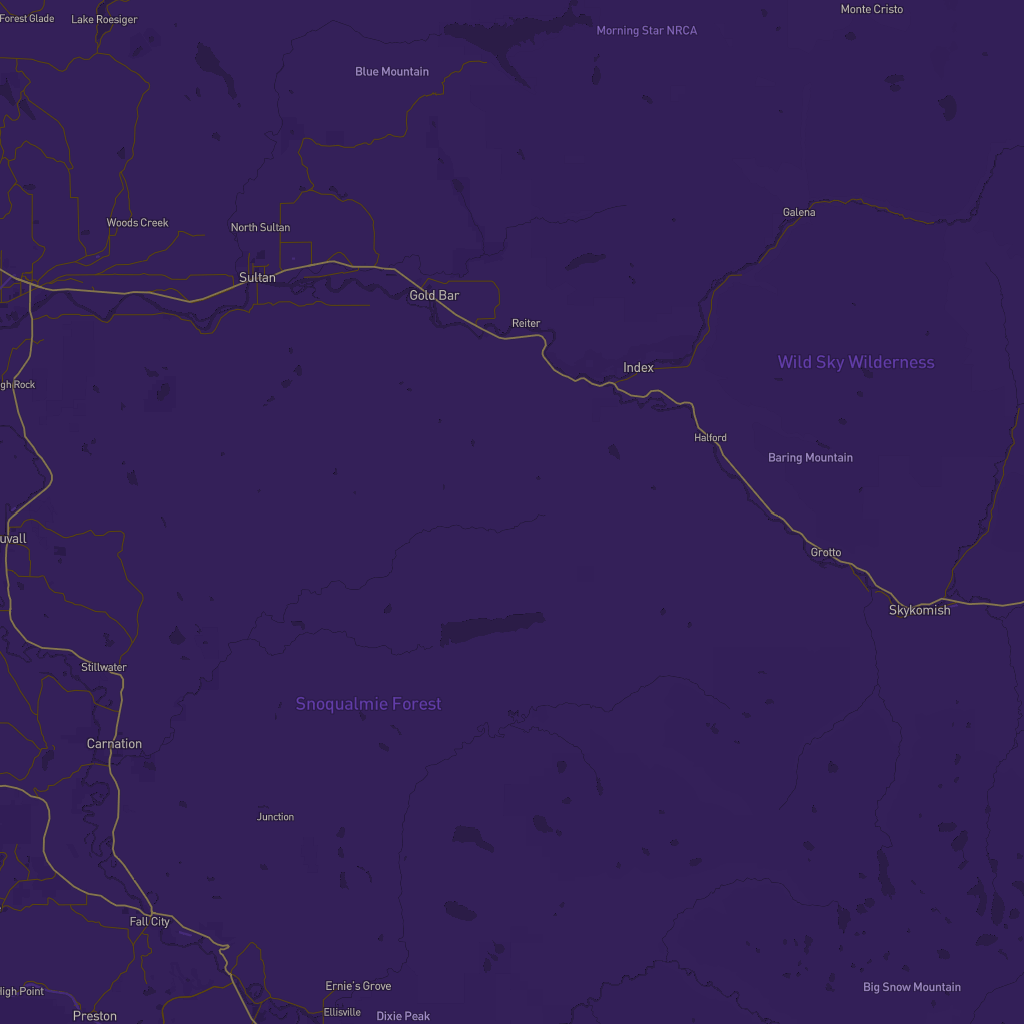 Monte Cristo
Forest Glade
Lake Roesiger
Morning Star NRCA
Blue Mountain
Galena
Woods Creek
North Sultan
Sultan
Gold Bar
Reiter
Wild Sky Wilderness
Index
gh Rock
Halford
Baring Mountain
uvall
Grotto
Skykomish
Stillwater
Snoqualmie Forest
Carnation
Junction
Fall City
Ernie's Grove
Big Snow Mountain
High Point
Ellisville
Preston
Dixie Peak